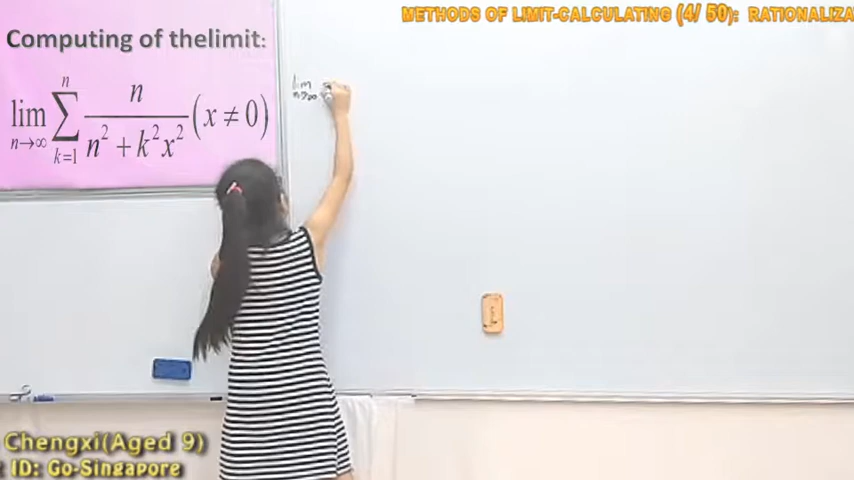 METHODS OF LIMIT-CALCULATING (4/ 50): RATIONALIZA
Computing of thelimit:
lim n→∞ ∑ k=1 n n / n² + k²x² (x ≠ 0)
lim n→∞
Chengxi(Aged 9)
: ID: Go-Singapore